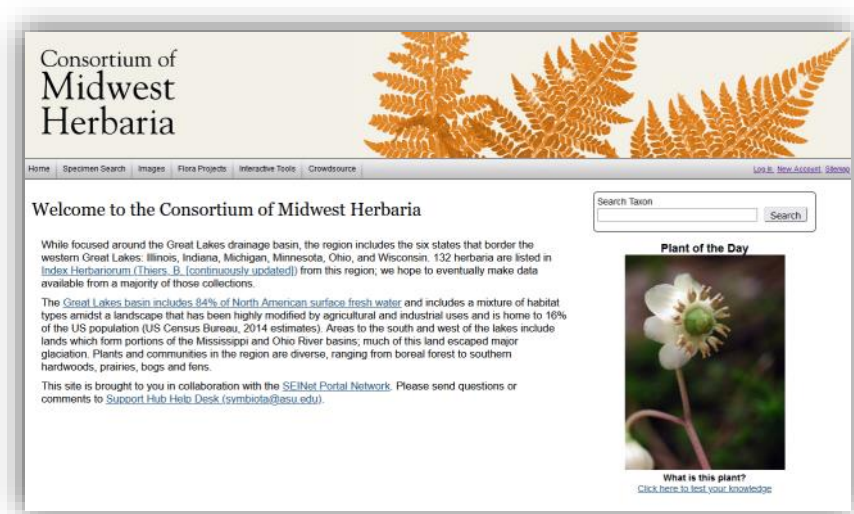 Consortium of
Midwest
Herbaria
Home Specimen Search Images Flora Projects Interactive Tools Crowdsource
Log In New Account Sitemap
Welcome to the Consortium of Midwest Herbaria
While focused around the Great Lakes drainage basin, the region includes the six states that border the
western Great Lakes: Illinois, Indiana, Michigan, Minnesota, Ohio, and Wisconsin. 132 herbaria are listed in
Index Herbariorum (Thiers, B. [continuously updated]) from this region; we hope to eventually make data
available from a majority of those collections.
The Great Lakes basin includes 84% of North American surface fresh water and includes a mixture of habitat
types amidst a landscape that has been highly modified by agricultural and industrial uses and is home to 16%
of the US population (US Census Bureau, 2014 estimates). Areas to the south and west of the lakes include
lands which form portions of the Mississippi and Ohio River basins; much of this land escaped major
glaciation. Plants and communities in the region are diverse, ranging from boreal forest to southern
hardwoods, prairies, bogs and fens.
This site is brought to you in collaboration with the SEINet Portal Network. Please send questions or
comments to Support Hub Help Desk (symbiota@asu.edu).
Search Taxon
Search
Plant of the Day
What is this plant?
Click here to test your knowledge